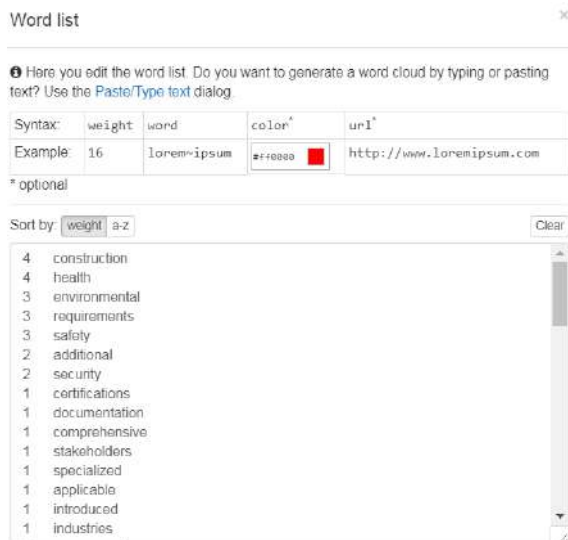 Word list ×
Here you edit the word list. Do you want to generate a word cloud by typing or pasting
text? Use the Paste/Type text dialog.
Syntax: weight word color* url*
Example: 16 lorem~ipsum #ff0000 http://www.loremipsum.com
* optional
Sort by: weight a-z Clear
4 construction
4 health
3 environmental
3 requirements
3 safety
2 additional
2 security
1 certifications
1 documentation
1 comprehensive
1 stakeholders
1 specialized
1 applicable
1 introduced
1 industries